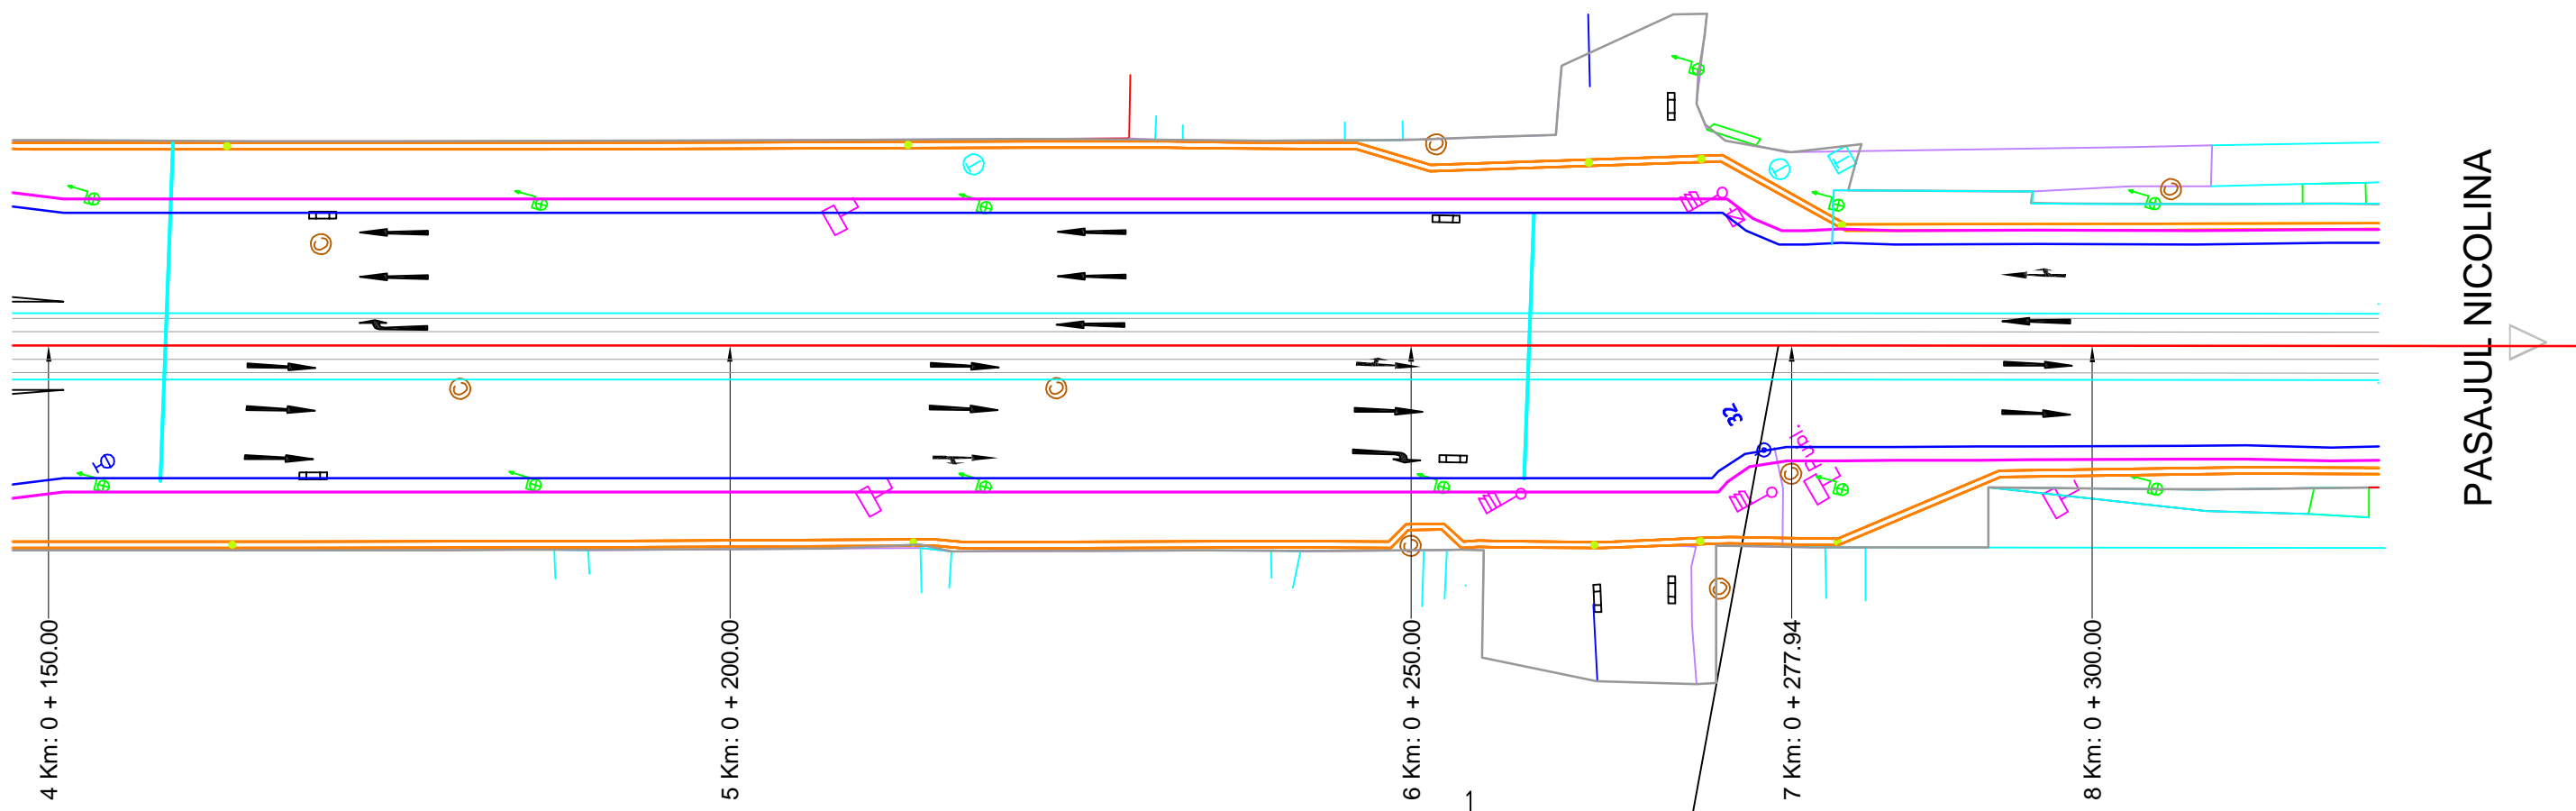 4 Km: 0 + 150.00
5 Km: 0 + 200.00
6 Km: 0 + 250.00
1
7 Km: 0 + 277.94
8 Km: 0 + 300.00
32
Publ.
PASAJUL NICOLINA